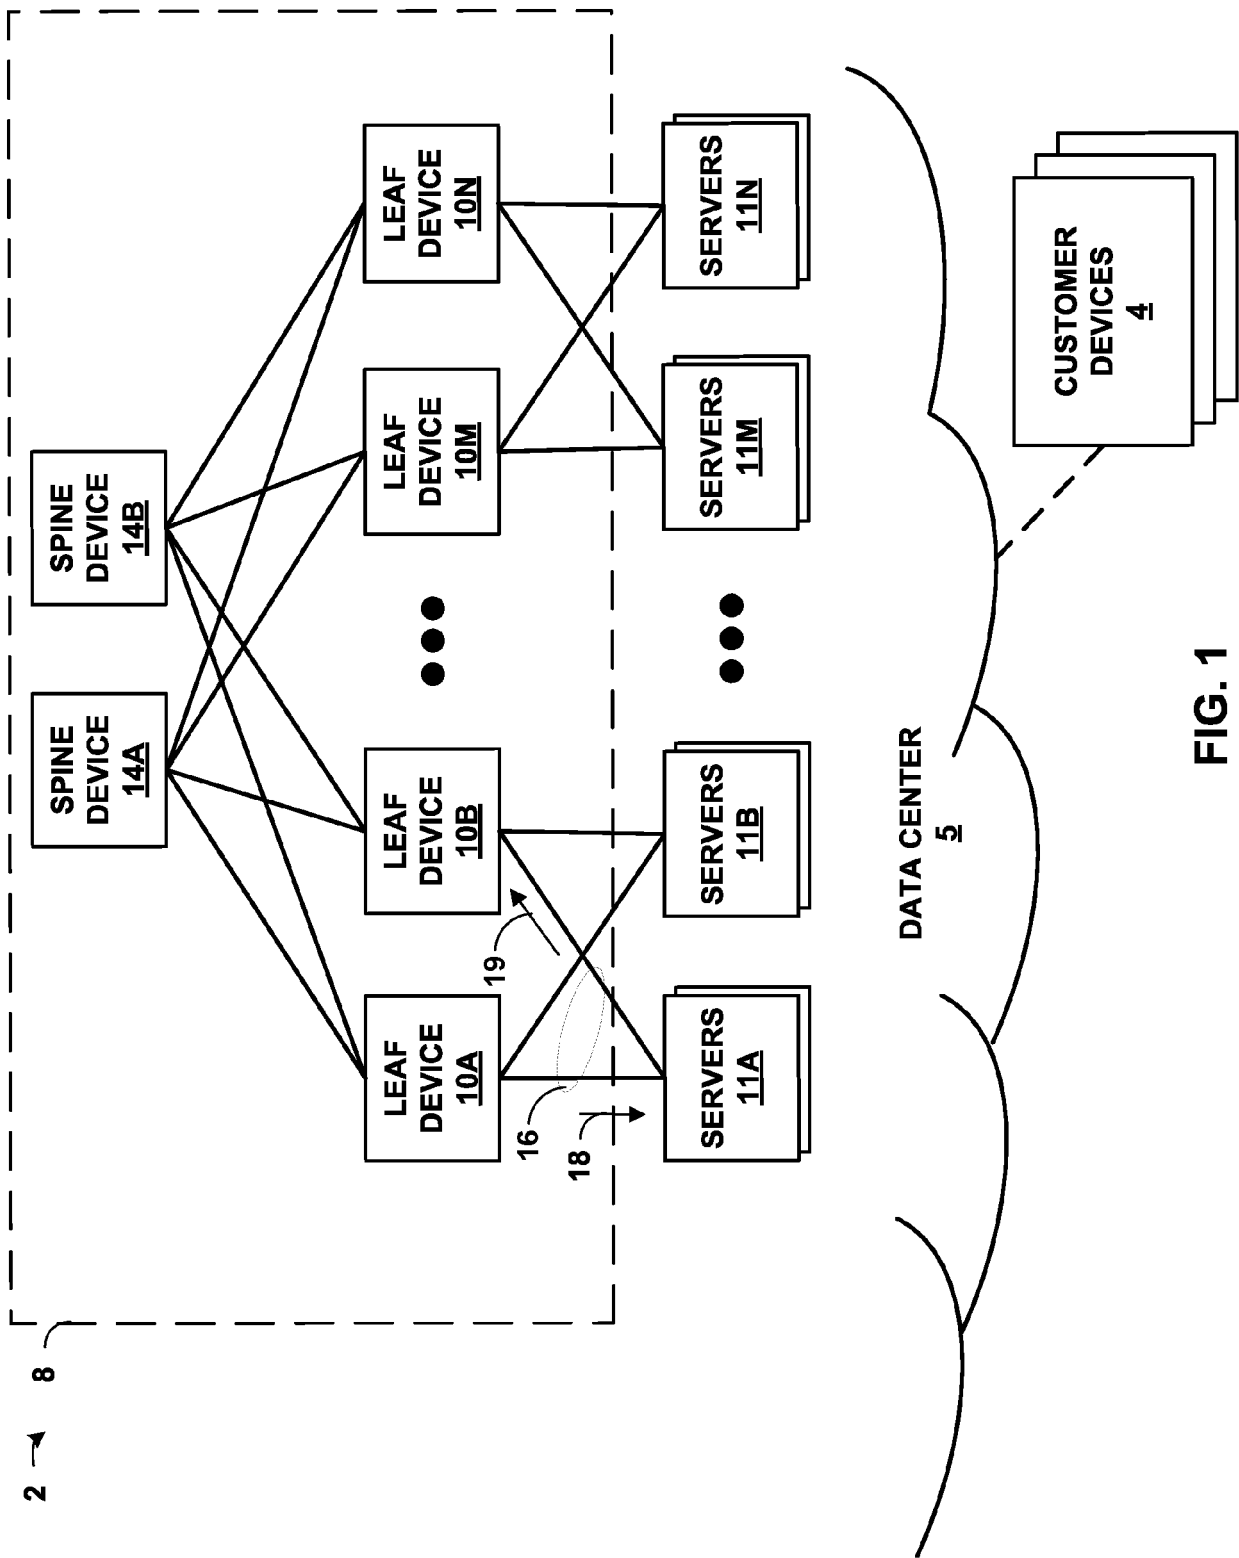 2
8
SPINE
DEVICE
14A
SPINE
DEVICE
14B
LEAF
DEVICE
10A
LEAF
DEVICE
10B
LEAF
DEVICE
10M
LEAF
DEVICE
10N
16
19
18
SERVERS
11A
SERVERS
11B
SERVERS
11M
SERVERS
11N
DATA CENTER
5
CUSTOMER
DEVICES
4
FIG. 1